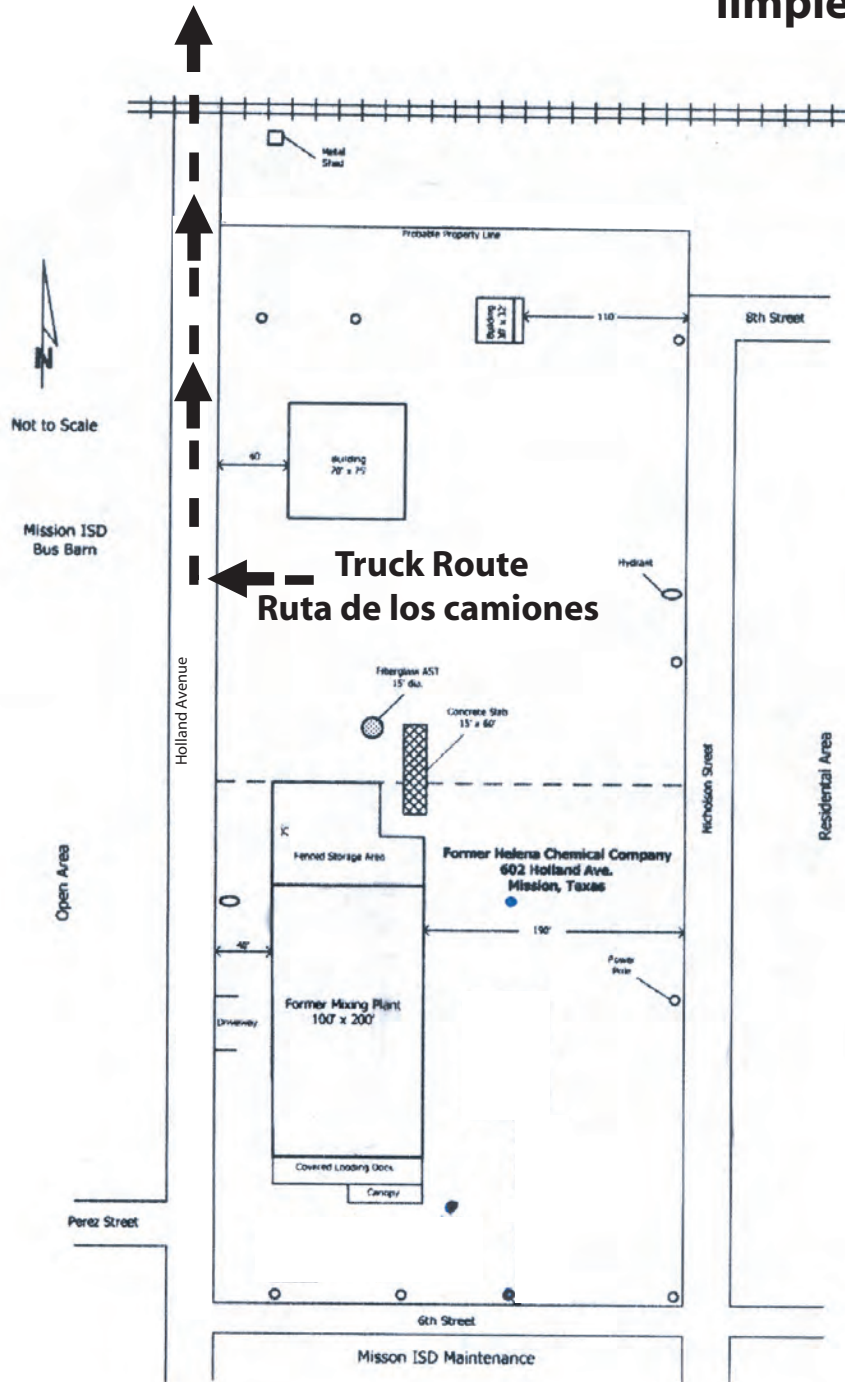 limpie
Metal
Shed
Probable Property Line
Building
110'
8th Street
N
Not to Scale
60'
Building
70' x 75'
Mission ISD
Bus Barn
Truck Route
Ruta de los camiones
Hydrant
Holland Avenue
Fiberglass AST
15' dia.
Concrete Slab
15' x 60'
Nicholson Street
Residental Area
75'
Fenned Storage Area
Former Helena Chemical Company
602 Holland Ave.
Mission, Texas
Open Area
190'
40'
Power
Pole
Former Mixing Plant
100' x 200'
Driveway
Covered Loading Dock
Canopy
Perez Street
6th Street
Misson ISD Maintenance